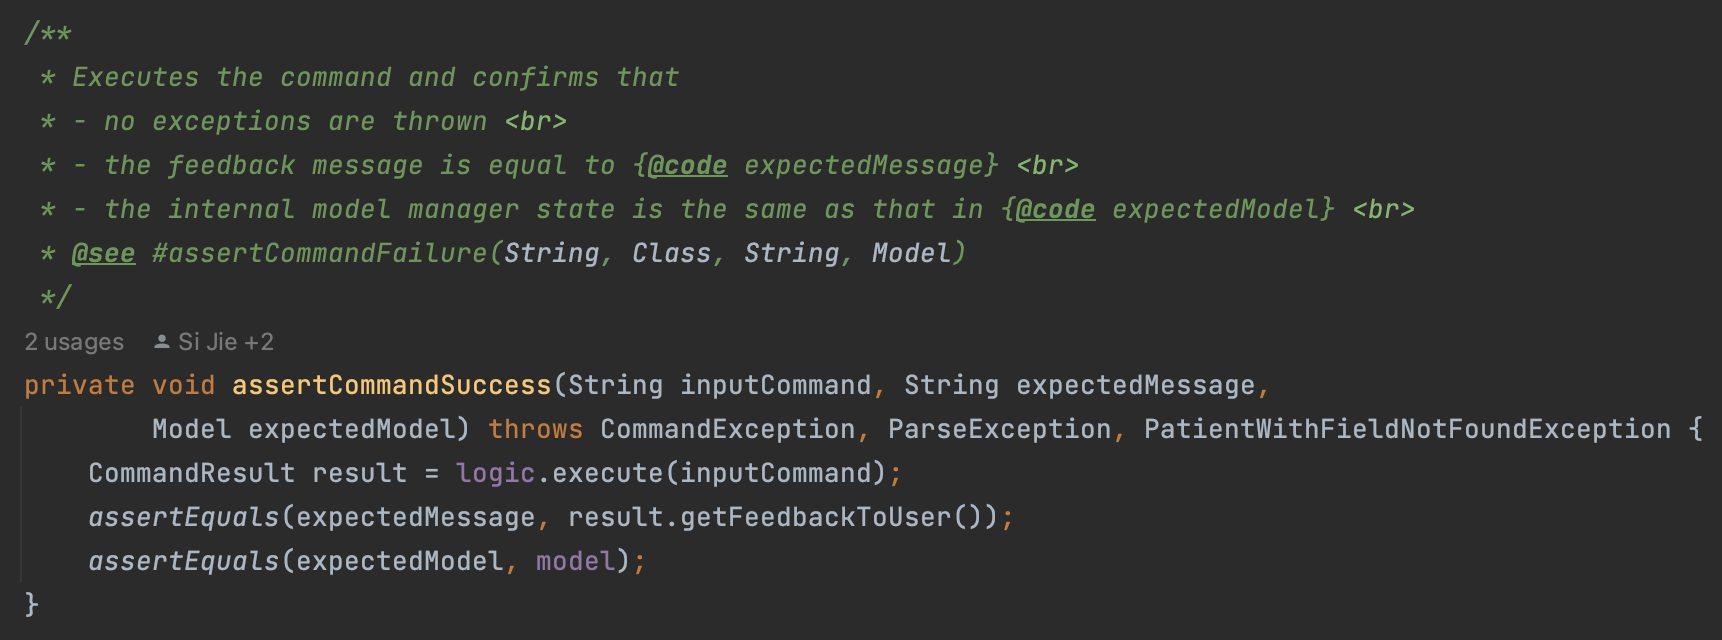 /**
 * Executes the command and confirms that
 * - no exceptions are thrown <br>
 * - the feedback message is equal to {@code expectedMessage} <br>
 * - the internal model manager state is the same as that in {@code expectedModel} <br>
 * @see #assertCommandFailure(String, Class, String, Model)
 */
2 usages Si Jie +2
private void assertCommandSuccess(String inputCommand, String expectedMessage,
        Model expectedModel) throws CommandException, ParseException, PatientWithFieldNotFoundException {
    CommandResult result = logic.execute(inputCommand);
    assertEquals(expectedMessage, result.getFeedbackToUser());
    assertEquals(expectedModel, model);
}